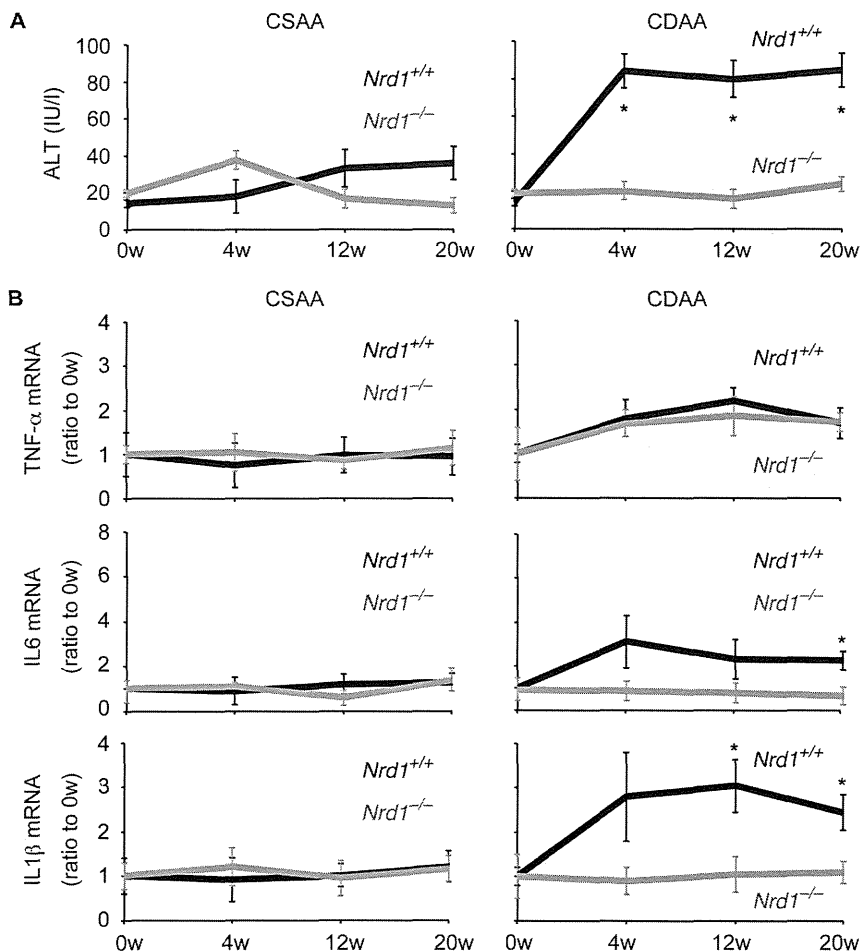 A
CSAA
CDAA
ALT (IU/l)
100
80
60
40
20
0
Nrd1+/+
Nrd1−/−
0w 4w 12w 20w
Nrd1+/+
* * *
Nrd1−/−
0w 4w 12w 20w
B
CSAA
CDAA
TNF-α mRNA
(ratio to 0w)
4
3
2
1
0
Nrd1+/+
Nrd1−/−
Nrd1+/+
Nrd1−/−
IL6 mRNA
(ratio to 0w)
8
6
4
2
1
0
Nrd1+/+
Nrd1−/−
Nrd1+/+
Nrd1−/−
*
IL1β mRNA
(ratio to 0w)
4
3
2
1
0
Nrd1+/+
Nrd1−/−
0w 4w 12w 20w
* Nrd1+/+
*
Nrd1−/−
0w 4w 12w 20w